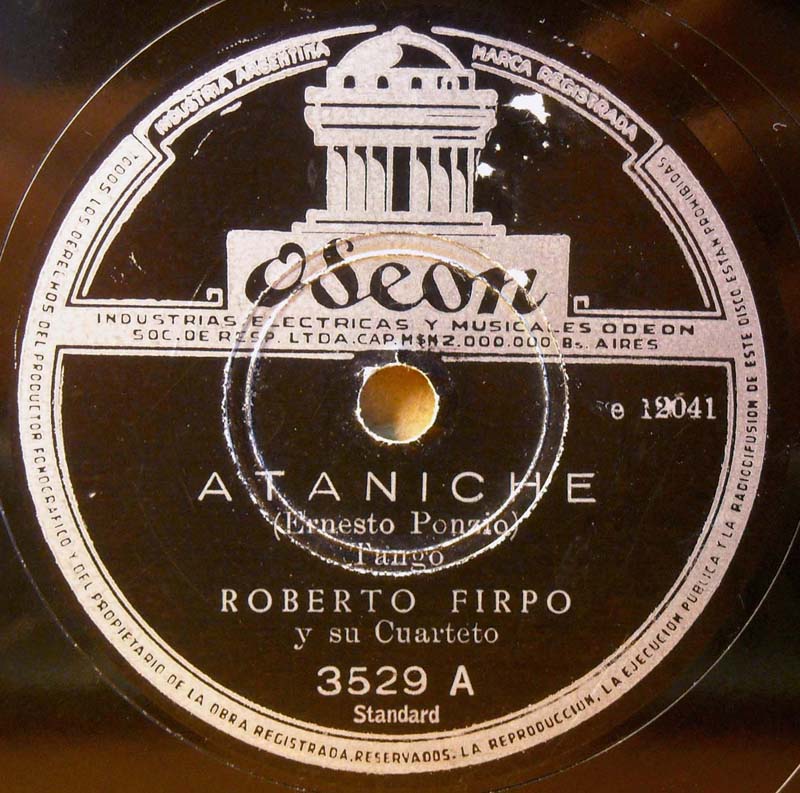 INDUSTRIA ARGENTINA
MARCA REGISTRADA
Odeon
INDUSTRIAS ELECTRICAS Y MUSICALES ODEON
SOC. DE RESP. LTDA. CAP. M$N2.000.000 Bs. AIRES
e 12041
ATANICHE
(Ernesto Ponzio)
Tango
ROBERTO FIRPO
y su Cuarteto
3529 A
Standard
TODOS LOS DERECHOS DEL PRODUCTOR FONOGRAFICO Y DEL PROPIETARIO DE LA OBRA REGISTRADA, RESERVADOS. LA REPRODUCCION, LA EJECUCION PUBLICA Y LA RADIODIFUSION DE ESTE DISCO ESTAN PROHIBIDAS